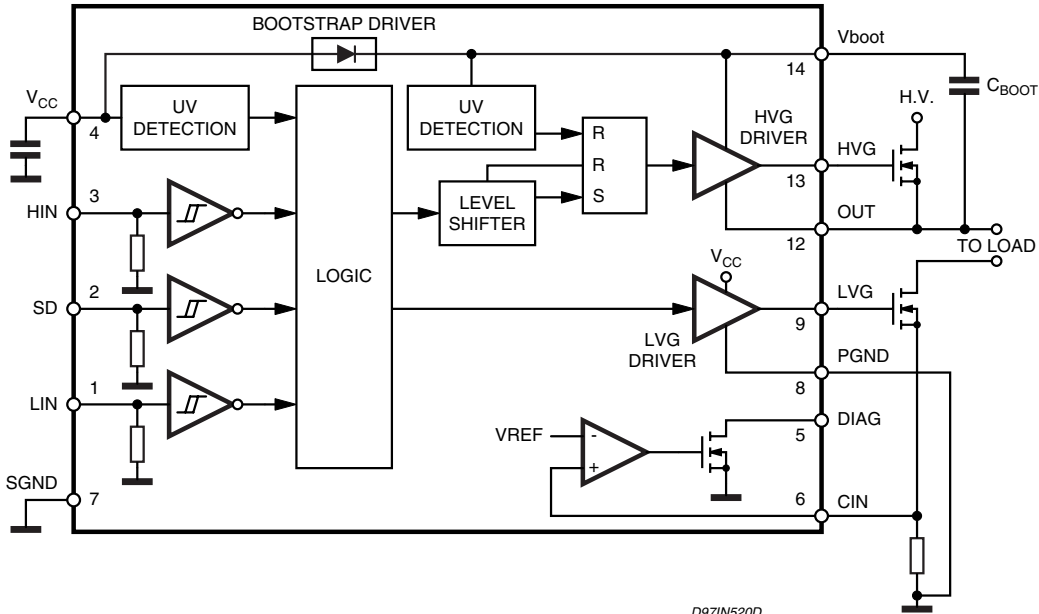 BOOTSTRAP DRIVER
Vboot
14
C_BOOT
H.V.
V_CC
4
UV
DETECTION
UV
DETECTION
R
R
S
HVG
DRIVER
HVG
13
3
HIN
LEVEL
SHIFTER
OUT
12
TO LOAD
LOGIC
V_CC
2
SD
LVG
9
LVG
DRIVER
PGND
8
1
LIN
VREF
-
+
DIAG
5
SGND
7
6
CIN
D97IN520D